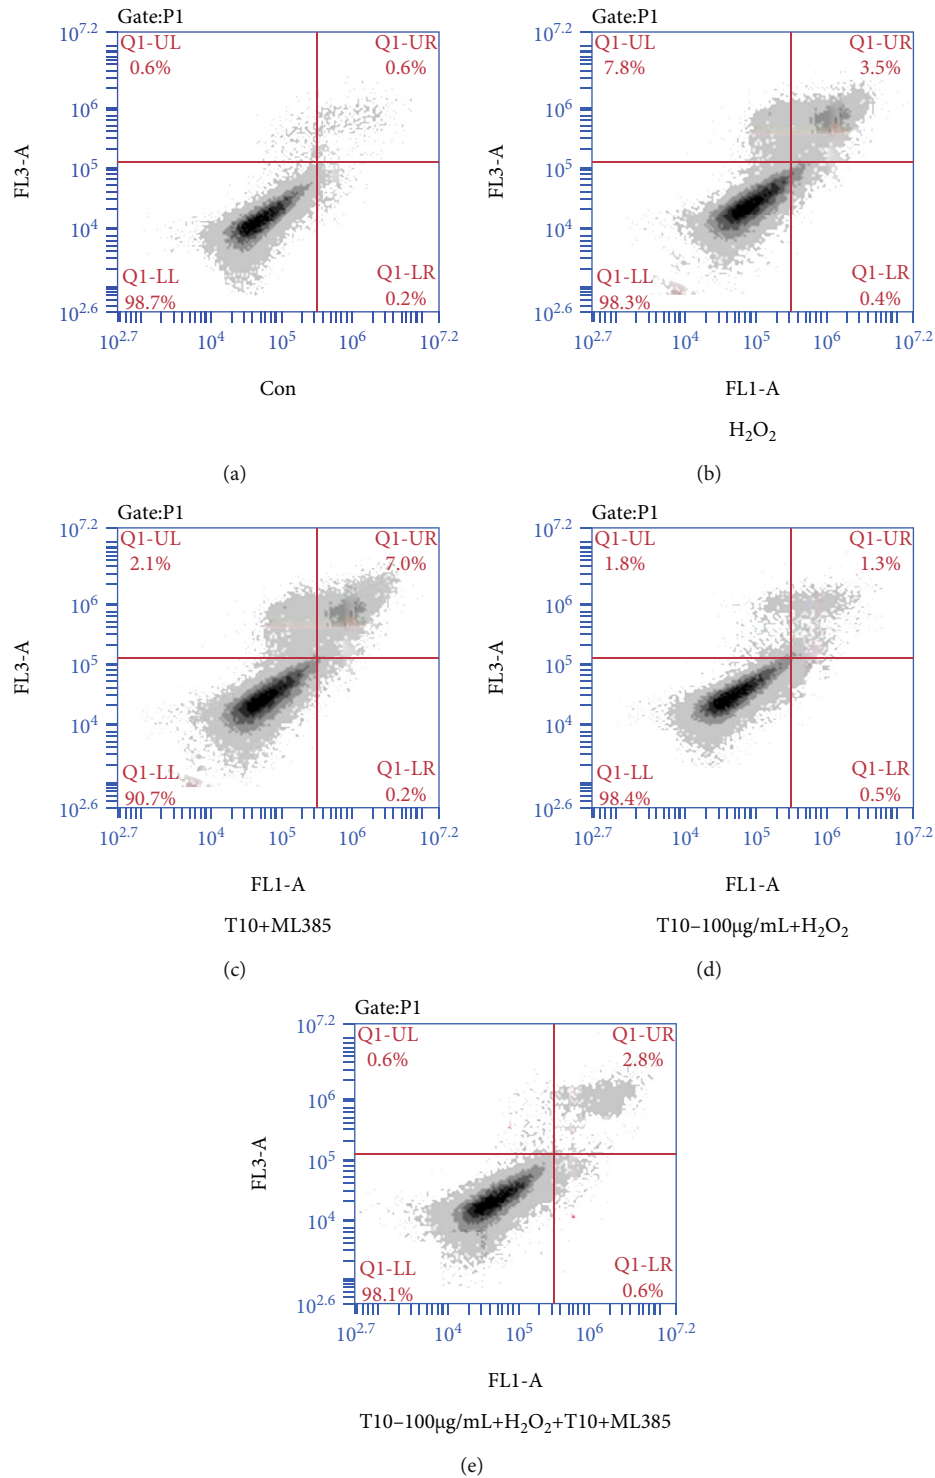 Gate:P1
10^7.2
Q1-UL
0.6%
Q1-UR
0.6%
10^6
FL3-A
10^5
10^4
Q1-LL
98.7%
Q1-LR
0.2%
10^2.6
10^2.7 10^4 10^5 10^6 10^7.2
Con
(a)
Gate:P1
10^7.2
Q1-UL
7.8%
Q1-UR
3.5%
10^6
FL3-A
10^5
10^4
Q1-LL
98.3%
Q1-LR
0.4%
10^2.6
10^2.7 10^4 10^5 10^6 10^7.2
FL1-A
H₂O₂
(b)
Gate:P1
10^7.2
Q1-UL
2.1%
Q1-UR
7.0%
10^6
FL3-A
10^5
10^4
Q1-LL
90.7%
Q1-LR
0.2%
10^2.6
10^2.7 10^4 10^5 10^6 10^7.2
FL1-A
T10+ML385
(c)
Gate:P1
10^7.2
Q1-UL
1.8%
Q1-UR
1.3%
10^6
FL3-A
10^5
10^4
Q1-LL
98.4%
Q1-LR
0.5%
10^2.6
10^2.7 10^4 10^5 10^6 10^7.2
FL1-A
T10–100μg/mL+H₂O₂
(d)
Gate:P1
10^7.2
Q1-UL
0.6%
Q1-UR
2.8%
10^6
FL3-A
10^5
10^4
Q1-LL
98.1%
Q1-LR
0.6%
10^2.6
10^2.7 10^4 10^5 10^6 10^7.2
FL1-A
T10–100μg/mL+H₂O₂+T10+ML385
(e)